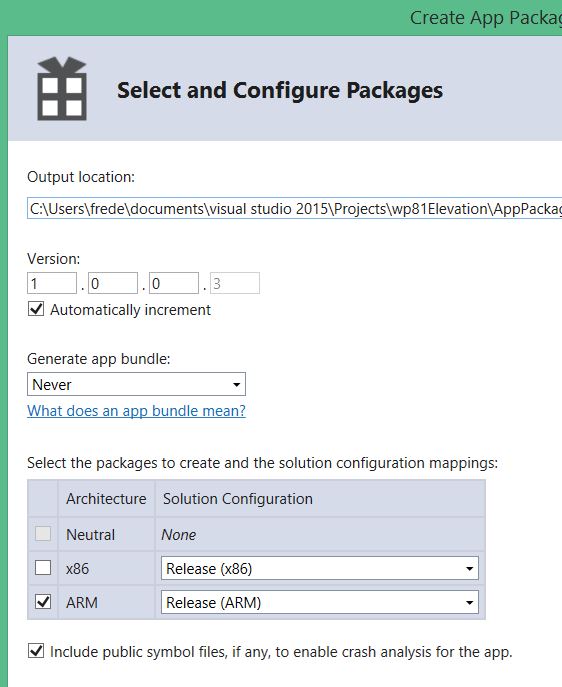 Create App Packag
Select and Configure Packages
Output location:
C:\Users\frede\documents\visual studio 2015\Projects\wp81Elevation\AppPackag
Version:
1 . 0 . 0 . 3
Automatically increment
Generate app bundle:
Never
What does an app bundle mean?
Select the packages to create and the solution configuration mappings:
Architecture Solution Configuration
Neutral None
x86 Release (x86)
ARM Release (ARM)
Include public symbol files, if any, to enable crash analysis for the app.